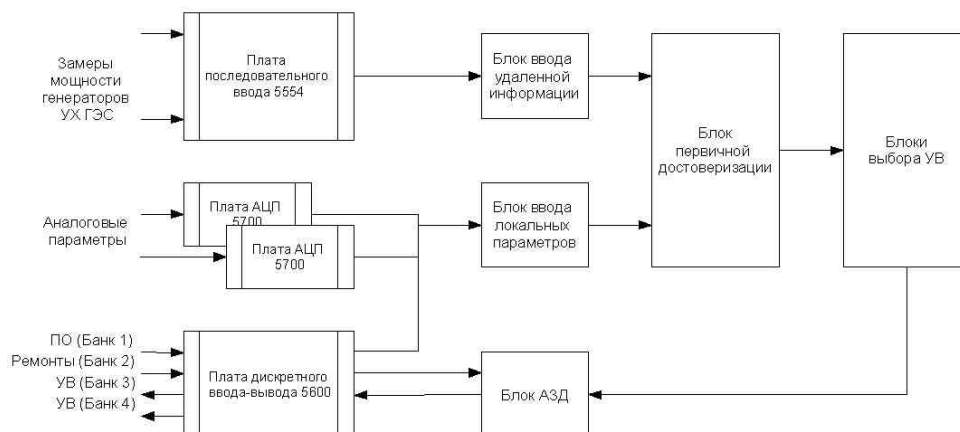 Замеры
мощности
генераторов
УХ ГЭС
Плата
последовательного
ввода 5554
Блок ввода
удаленной
информации
Блок
первичной
достоверизации
Блоки
выбора УВ
Аналоговые
параметры
Плата АЦП
5700
Плата АЦП
5700
Блок ввода
локальных
параметров
ПО (Банк 1)
Ремонты (Банк 2)
УВ (Банк 3)
УВ (Банк 4)
Плата дискретного
ввода-вывода 5600
Блок АЗД